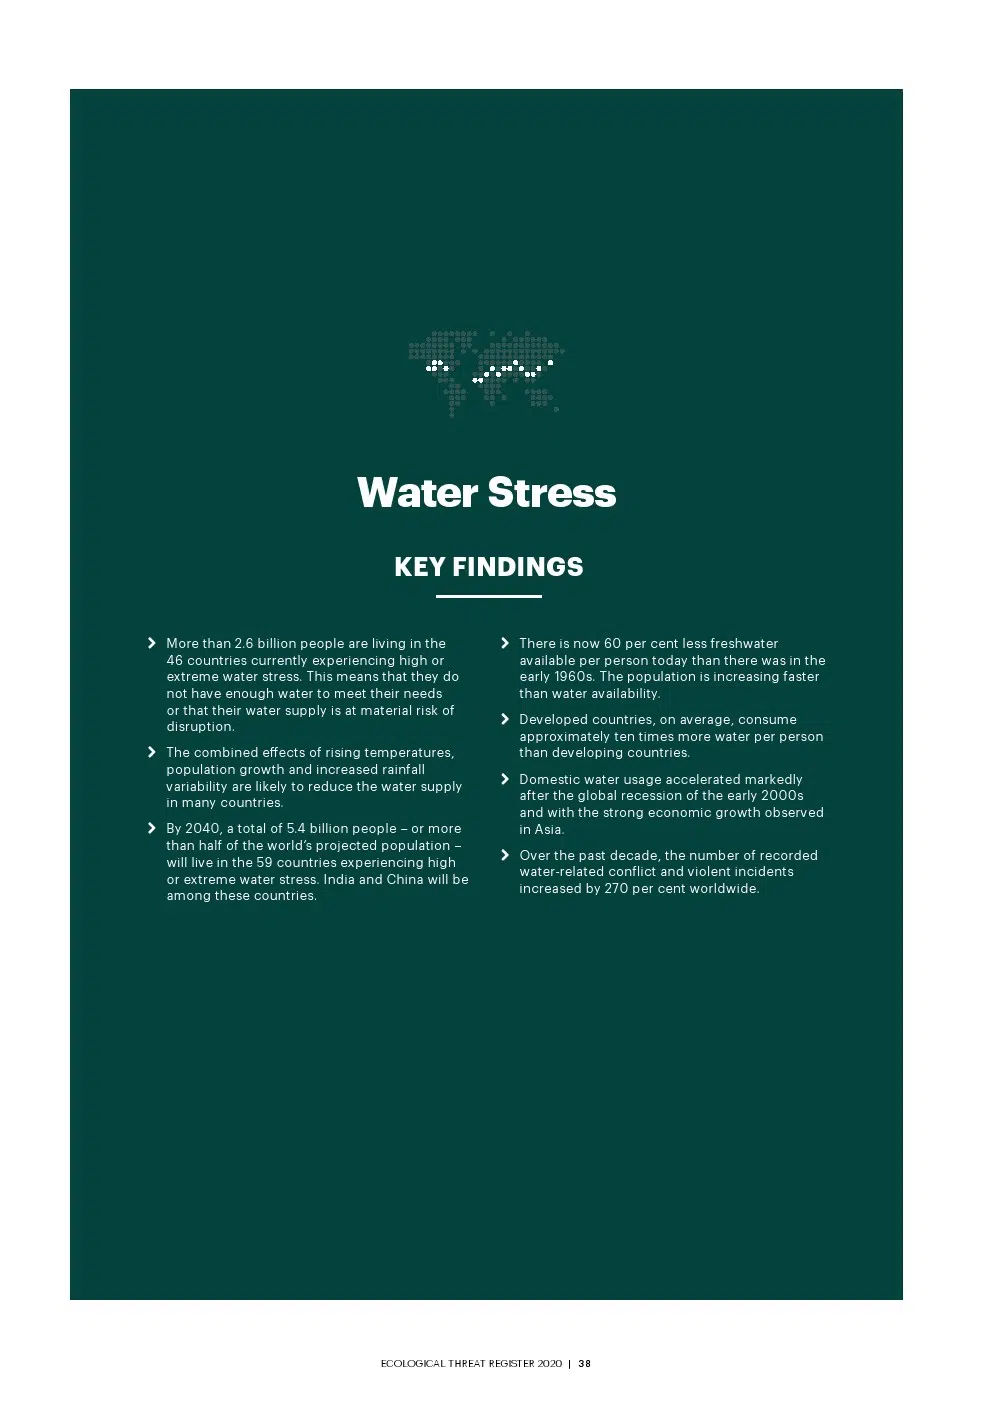 Water Stress
KEY FINDINGS
More than 2.6 billion people are living in the
46 countries currently experiencing high or
extreme water stress. This means that they do
not have enough water to meet their needs
or that their water supply is at material risk of
disruption.
The combined effects of rising temperatures,
population growth and increased rainfall
variability are likely to reduce the water supply
in many countries.
By 2040, a total of 5.4 billion people – or more
than half of the world’s projected population –
will live in the 59 countries experiencing high
or extreme water stress. India and China will be
among these countries.
There is now 60 per cent less freshwater
available per person today than there was in the
early 1960s. The population is increasing faster
than water availability.
Developed countries, on average, consume
approximately ten times more water per person
than developing countries.
Domestic water usage accelerated markedly
after the global recession of the early 2000s
and with the strong economic growth observed
in Asia.
Over the past decade, the number of recorded
water-related conflict and violent incidents
increased by 270 per cent worldwide.
ECOLOGICAL THREAT REGISTER 2020 | 38